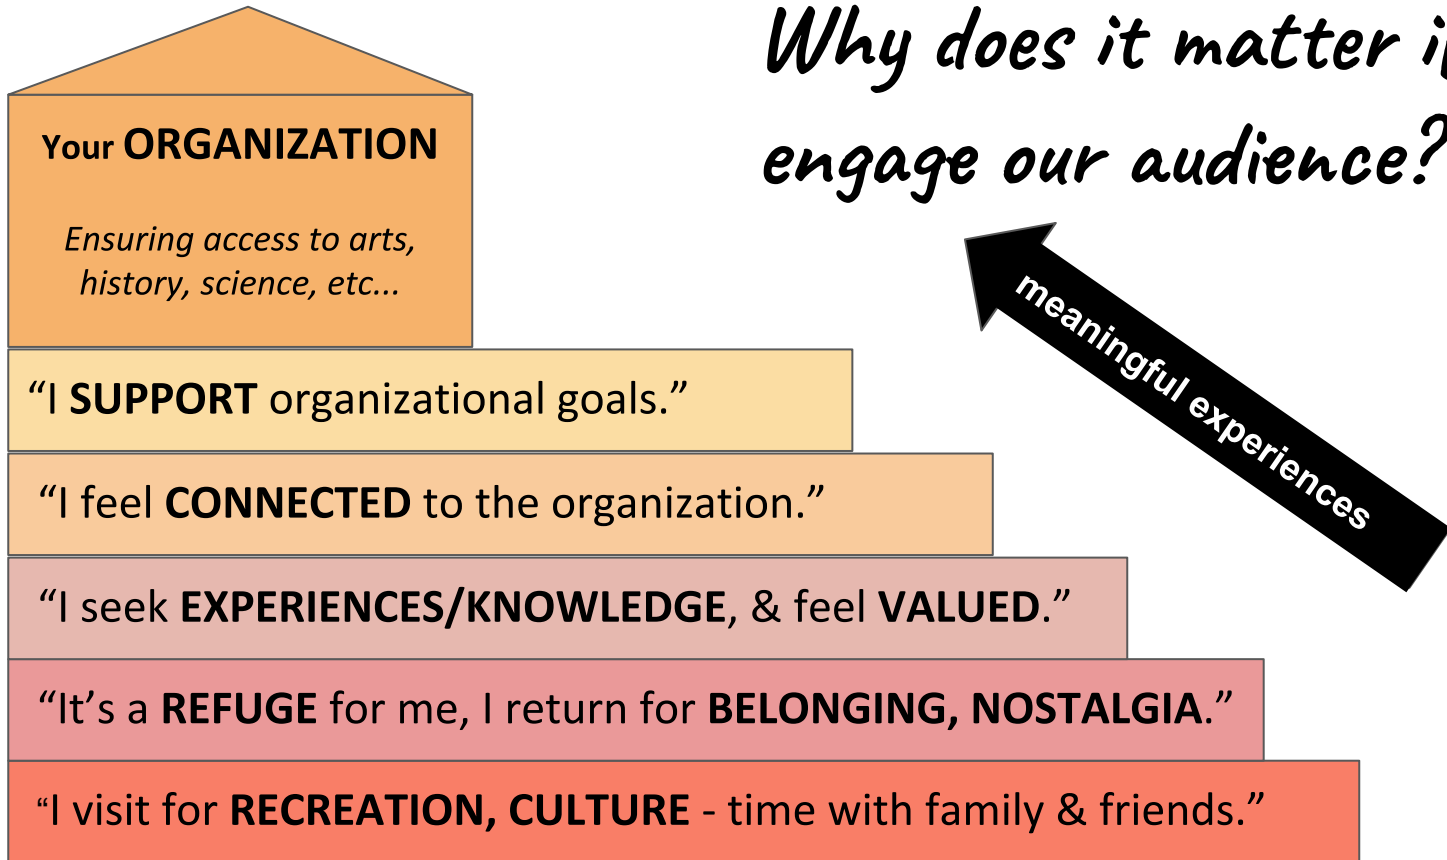 Why does it matter if
engage our audience?
Your ORGANIZATION
Ensuring access to arts,
history, science, etc...
meaningful experiences
“I SUPPORT organizational goals.”
“I feel CONNECTED to the organization.”
“I seek EXPERIENCES/KNOWLEDGE, & feel VALUED.”
“It’s a REFUGE for me, I return for BELONGING, NOSTALGIA.”
“I visit for RECREATION, CULTURE - time with family & friends.”